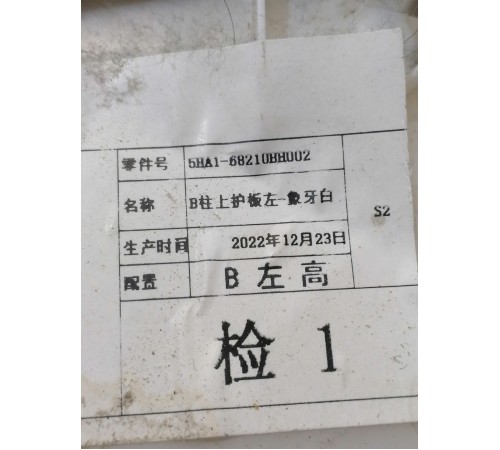 零件号 5HA1-68210BH002
名称 B柱上护板左-象牙白
S2
生产时间 2022年12月23日
配置 B左高
检 1